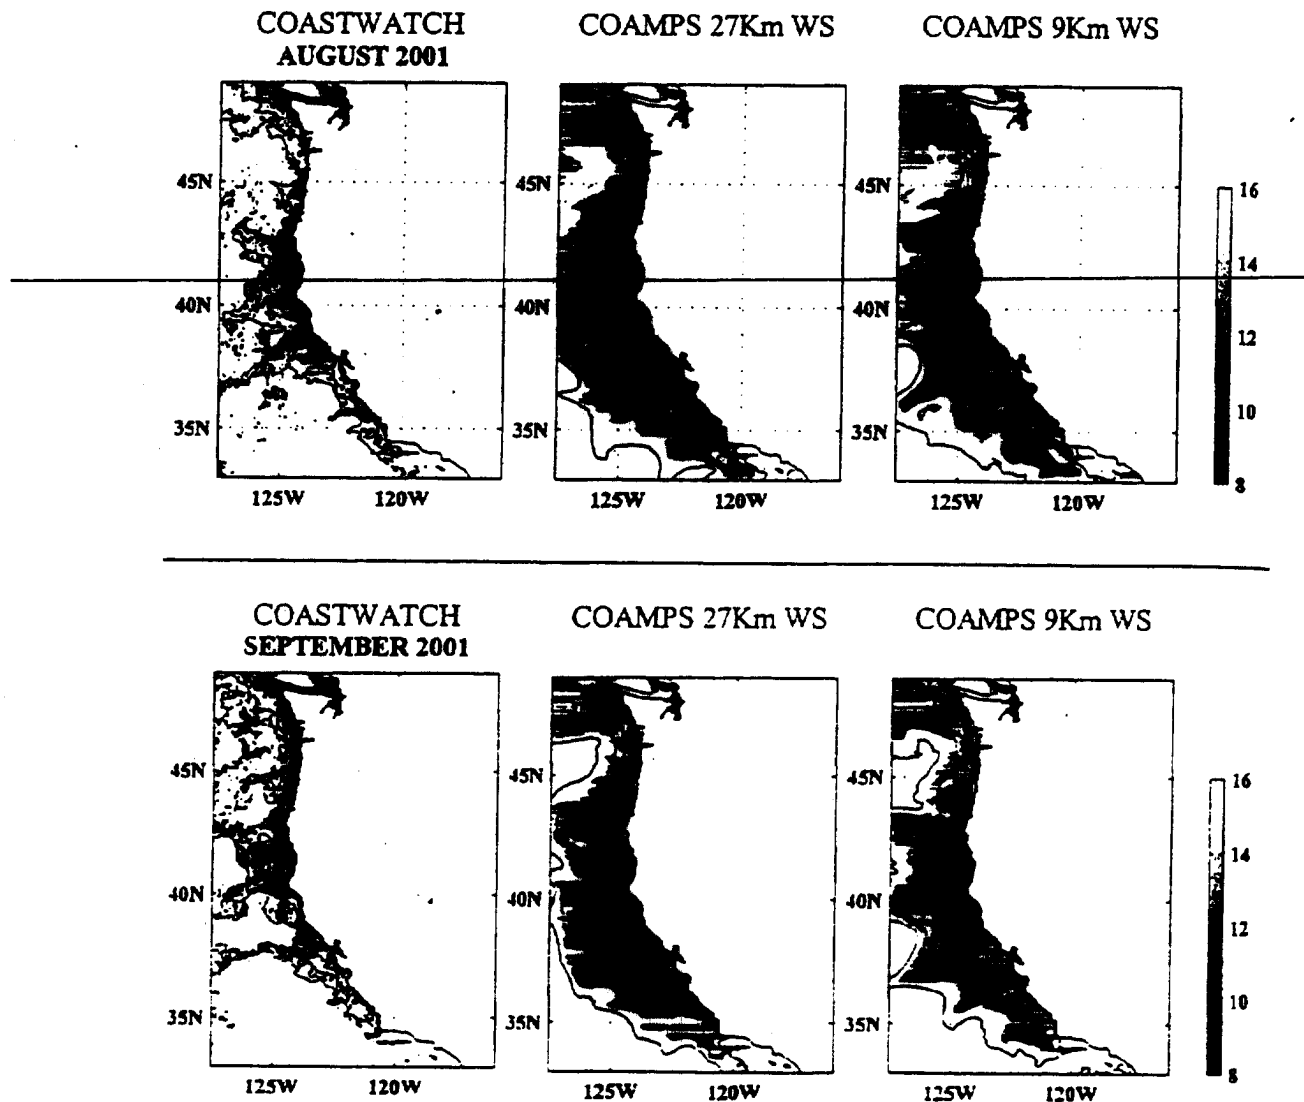 COASTWATCH
AUGUST 2001
COAMPS 27Km WS
COAMPS 9Km WS
45N
40N
35N
125W
120W
45N
40N
35N
125W
120W
45N
40N
35N
125W
120W
16
14
12
10
8
COASTWATCH
SEPTEMBER 2001
COAMPS 27Km WS
COAMPS 9Km WS
45N
40N
35N
125W
120W
45N
40N
35N
125W
120W
45N
40N
35N
125W
120W
16
14
12
10
8